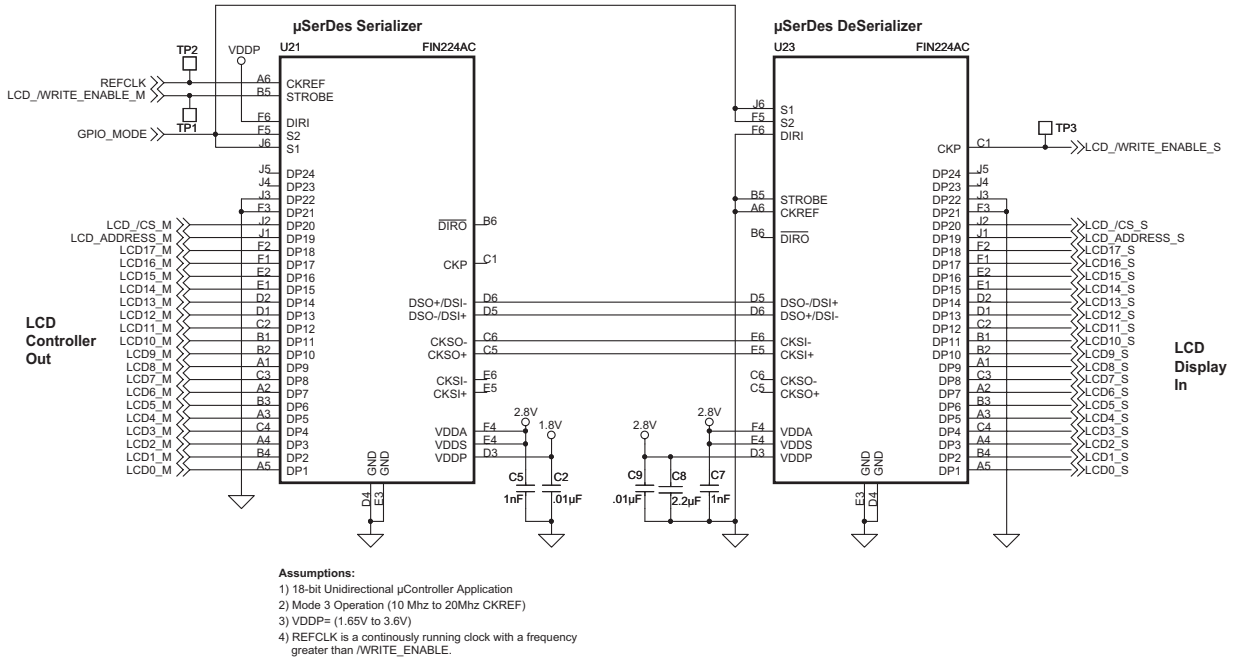 µSerDes Serializer
U21 FIN224AC
TP2
VDDP
REFCLK
A6 CKREF
LCD_/WRITE_ENABLE_M
B5 STROBE
TP1
F6 DIRI
GPIO_MODE
F5 S2
J6 S1
J5 DP24
J4 DP23
J3 DP22
F3 DP21
LCD_/CS_M J2 DP20
LCD_ADDRESS_M J1 DP19
LCD17_M F2 DP18
LCD16_M F1 DP17
LCD15_M E2 DP16
LCD14_M E1 DP15
LCD13_M D2 DP14
LCD12_M D1 DP13
LCD11_M C2 DP12
LCD10_M B1 DP11
LCD9_M B2 DP10
LCD8_M A1 DP9
LCD7_M C3 DP8
LCD6_M A2 DP7
LCD5_M B3 DP6
LCD4_M A3 DP5
LCD3_M C4 DP4
LCD2_M A4 DP3
LCD1_M B4 DP2
LCD0_M A5 DP1
LCD
Controller
Out
DIRO B6
CKP C1
DSO+/DSI- D6
DSO-/DSI+ D5
CKSO- C6
CKSO+ C5
CKSI- E6
CKSI+ E5
VDDA F4
VDDS E4
VDDP D3
GND GND
D4 E3
2.8V
1.8V
C5
1nF
C2
.01µF
µSerDes DeSerializer
U23 FIN224AC
J6 S1
F5 S2
F6 DIRI
B5 STROBE
A6 CKREF
B6 DIRO
D5 DSO-/DSI+
D6 DSO+/DSI-
E6 CKSI-
E5 CKSI+
C6 CKSO-
C5 CKSO+
F4 VDDA
E4 VDDS
D3 VDDP
2.8V
2.8V
C9
.01µF
C8
2.2µF
C7
1nF
GND GND
E3 D4
TP3
CKP C1 LCD_/WRITE_ENABLE_S
DP24 J5
DP23 J4
DP22 J3
DP21 F3
DP20 J2 LCD_/CS_S
DP19 J1 LCD_ADDRESS_S
DP18 F2 LCD17_S
DP17 F1 LCD16_S
DP16 E2 LCD15_S
DP15 E1 LCD14_S
DP14 D2 LCD13_S
DP13 D1 LCD12_S
DP12 C2 LCD11_S
DP11 B1 LCD10_S
DP10 B2 LCD9_S
DP9 A1 LCD8_S
DP8 C3 LCD7_S
DP7 A2 LCD6_S
DP6 B3 LCD5_S
DP5 A3 LCD4_S
DP4 C4 LCD3_S
DP3 A4 LCD2_S
DP2 B4 LCD1_S
DP1 A5 LCD0_S
LCD
Display
In
Assumptions:
1) 18-bit Unidirectional µController Application
2) Mode 3 Operation (10 Mhz to 20Mhz CKREF)
3) VDDP= (1.65V to 3.6V)
4) REFCLK is a continously running clock with a frequency
greater than /WRITE_ENABLE.